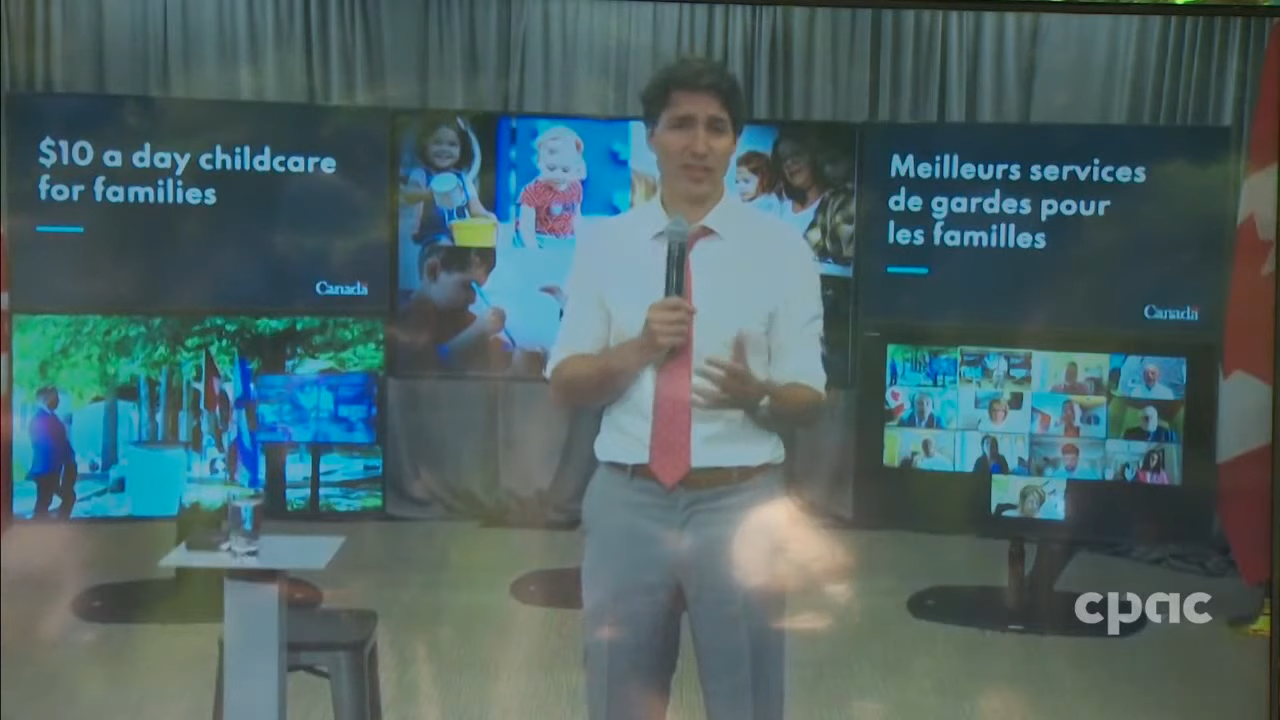 $10 a day childcare
for families
Canada
Meilleurs services
de gardes pour
les familles
Canada
cpac